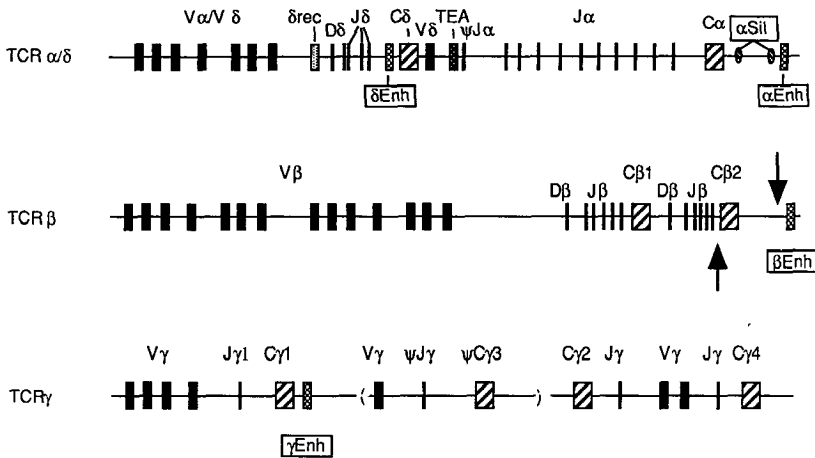 Vα/V δ δrec Dδ Jδ Cδ Vδ TEA ψJα Jα Cα αSil
TCR α/δ
δEnh αEnh
Vβ Dβ Jβ Cβ1 Dβ Jβ Cβ2
TCR β
βEnh
Vγ Jγ1 Cγ1 Vγ ψJγ ψCγ3 Cγ2 Jγ Vγ Jγ Cγ4
TCRγ ( )
γEnh